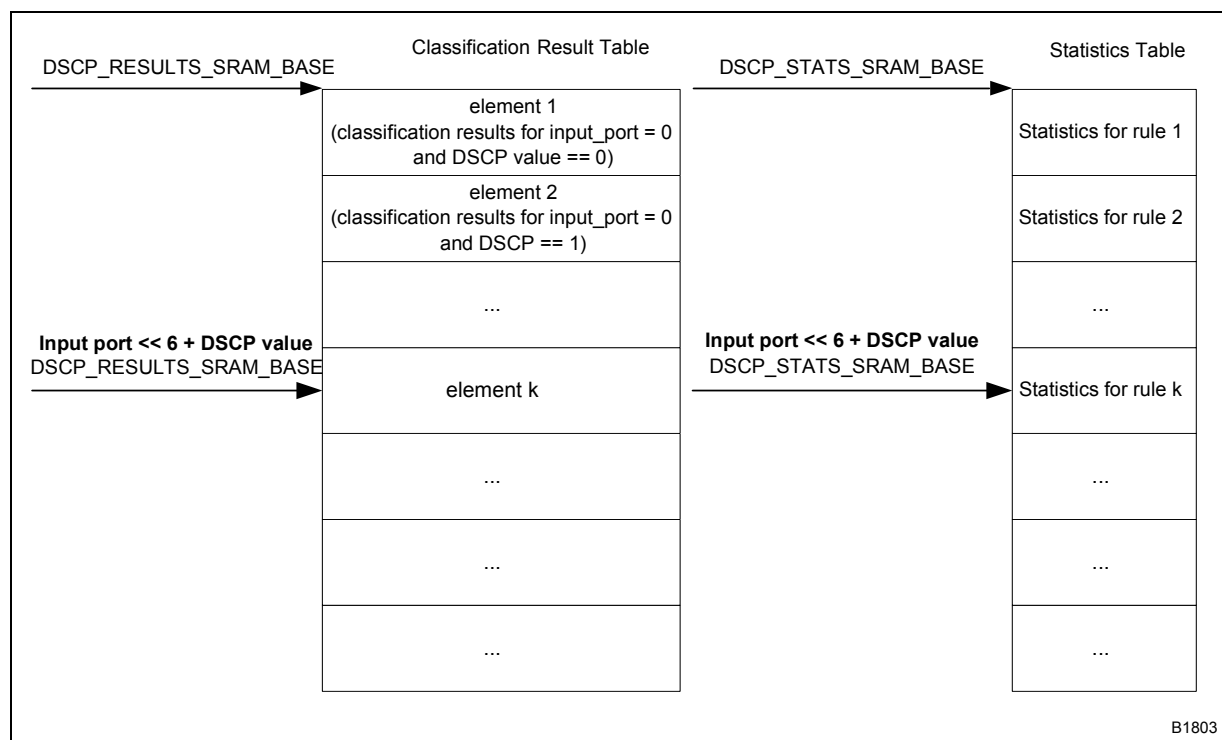 Classification Result Table
Statistics Table
DSCP_RESULTS_SRAM_BASE
DSCP_STATS_SRAM_BASE
element 1
(classification results for input_port = 0
and DSCP value == 0)
Statistics for rule 1
element 2
(classification results for input_port = 0
and DSCP == 1)
Statistics for rule 2
...
...
Input port << 6 + DSCP value
DSCP_RESULTS_SRAM_BASE
Input port << 6 + DSCP value
DSCP_STATS_SRAM_BASE
element k
Statistics for rule k
...
...
...
...
...
...
B1803